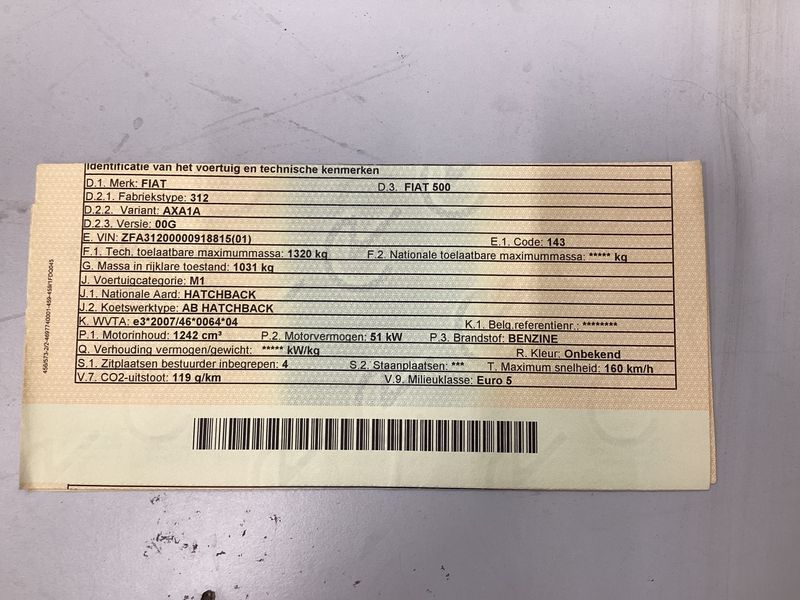 Identificatie van het voertuig en technische kenmerken
D.1. Merk: FIAT D.3. FIAT 500
D.2.1. Fabriekstype: 312
D.2.2. Variant: AXA1A
D.2.3. Versie: 00G
E. VIN: ZFA31200000918815(01) E.1. Code: 143
F.1. Tech. toelaatbare maximummassa: 1320 kg F.2. Nationale toelaatbare maximummassa: ***** kg
G. Massa in rijklare toestand: 1031 kg
J. Voertuigcategorie: M1
J.1. Nationale Aard: HATCHBACK
J.2. Koetswerktype: AB HATCHBACK
K. WVTA: e3*2007/46*0064*04 K.1. Belg.referentienr.: ********
P.1. Motorinhoud: 1242 cm³ P.2. Motorvermogen: 51 kW P.3. Brandstof: BENZINE
Q. Verhouding vermogen/gewicht: ***** kW/kg R. Kleur: Onbekend
S.1. Zitplaatsen bestuurder inbegrepen: 4 S.2. Staanplaatsen: *** T. Maximum snelheid: 160 km/h
V.7. CO2-uitstoot: 119 g/km V.9. Milieuklasse: Euro 5